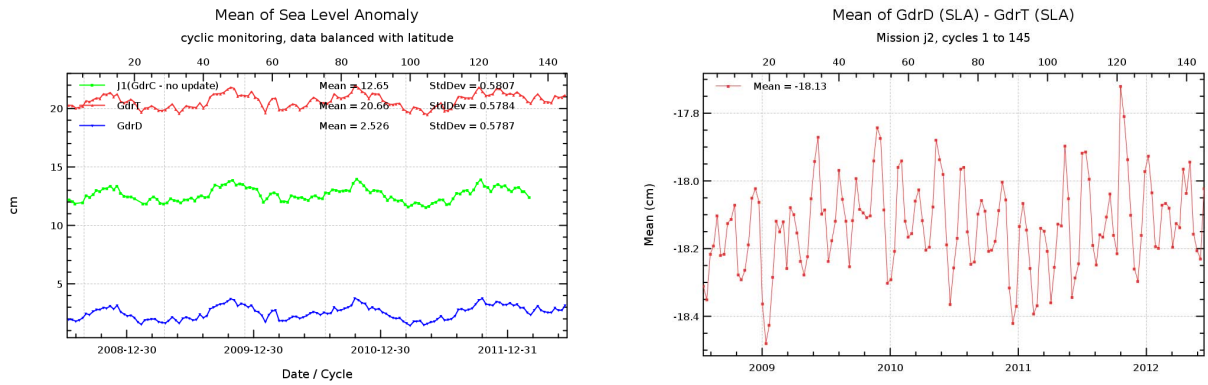 Mean of Sea Level Anomaly
cyclic monitoring, data balanced with latitude
20 40 60 80 100 120 140
J1(GdrC - no update) Mean = 12.65 StdDev = 0.5807
GdrT Mean = 20.66 StdDev = 0.5784
GdrD Mean = 2.526 StdDev = 0.5787
20
15
10
5
cm
2008-12-30 2009-12-30 2010-12-30 2011-12-31
Date / Cycle
Mean of GdrD (SLA) - GdrT (SLA)
Mission j2, cycles 1 to 145
20 40 60 80 100 120 140
Mean = -18.13
-17.8
-18.0
-18.2
-18.4
Mean (cm)
2009 2010 2011 2012